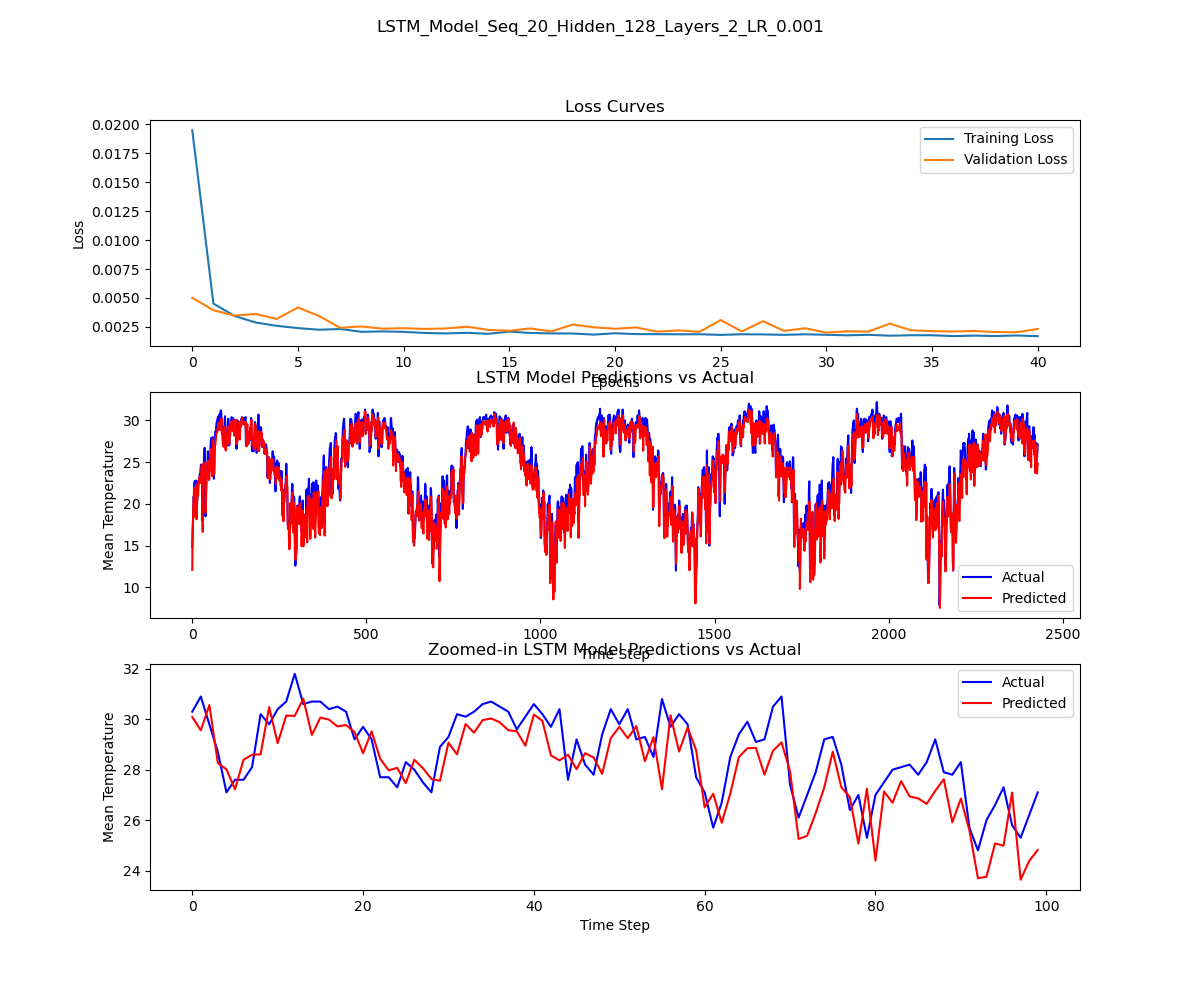 LSTM_Model_Seq_20_Hidden_128_Layers_2_LR_0.001
Loss Curves
0.0200
0.0175
0.0150
0.0125
0.0100
0.0075
0.0050
0.0025
Loss
Training Loss
Validation Loss
0 5 10 15 20 25 30 35 40
Epochs
LSTM Model Predictions vs Actual
30
25
20
15
10
Mean Temperature
Actual
Predicted
0 500 1000 1500 2000 2500
Time Step
Zoomed-in LSTM Model Predictions vs Actual
32
30
28
26
24
Mean Temperature
Actual
Predicted
0 20 40 60 80 100
Time Step